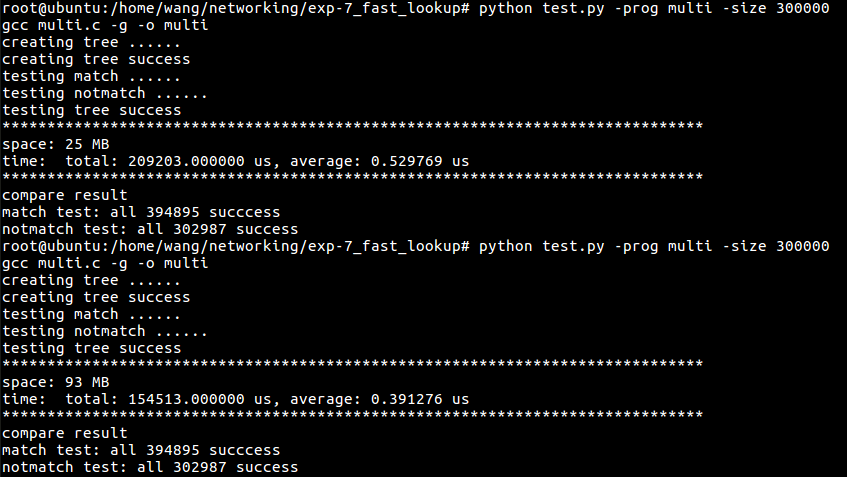 root@ubuntu:/home/wang/networking/exp-7_fast_lookup# python test.py -prog multi -size 300000
gcc multi.c -g -o multi
creating tree ......
creating tree success
testing match ......
testing notmatch ......
testing tree success
******************************************************************************
space: 25 MB
time:  total: 209203.000000 us, average: 0.529769 us
******************************************************************************
compare result
match test: all 394895 succcess
notmatch test: all 302987 success
root@ubuntu:/home/wang/networking/exp-7_fast_lookup# python test.py -prog multi -size 300000
gcc multi.c -g -o multi
creating tree ......
creating tree success
testing match ......
testing notmatch ......
testing tree success
******************************************************************************
space: 93 MB
time:  total: 154513.000000 us, average: 0.391276 us
******************************************************************************
compare result
match test: all 394895 succcess
notmatch test: all 302987 success